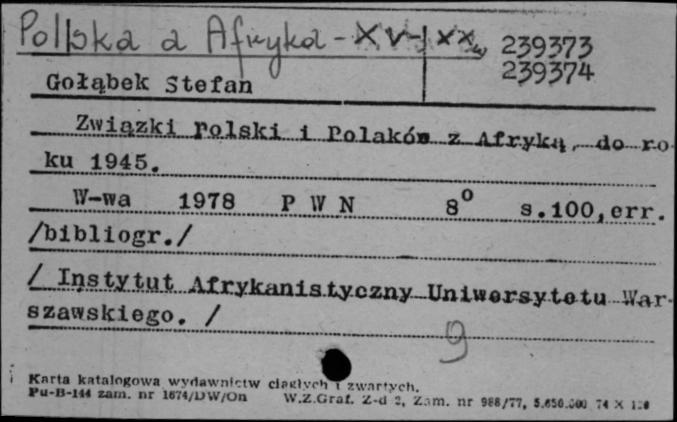 Polska a Afryka - XV-XX w
239373
239374
Gołąbek Stefan
Związki Polski i Polaków z Afryką, do ro-
ku 1945.
W-wa 1978 P W N 8⁰ s.100,err.
/bibliogr./
/ Instytut Afrykanistyczny Uniwersytetu War-
szawskiego. /
9
Karta katalogowa wydawnictw ciągłych i zwartych.
Pu-B-144 zam. nr 1674/DW/On W.Z.Graf. Z-d 2, Zam. nr 988/77, 5.650.000 74 X